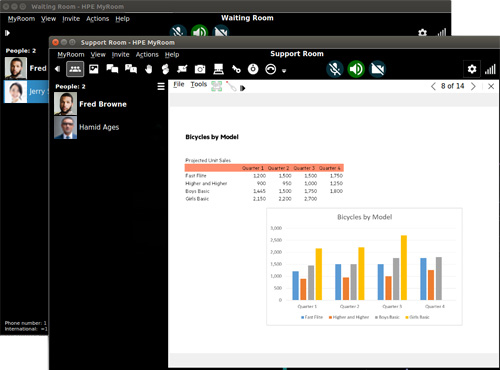 Waiting Room - HPE MyRoom
MyRoom View Invite Actions Help
Waiting Room
People: 2
Fred
Jerry
Phone number: 1
International: +1
Support Room - HPE MyRoom
MyRoom View Invite Actions Help
Support Room
People: 2
Fred Browne
Hamid Ages
File Tools
8 of 14
Bicycles by Model
Projected Unit Sales
Quarter 1 Quarter 2 Quarter 3 Quarter 4
Fast Flite 1,200 1,500 1,500 1,750
Higher and Higher 900 950 1,000 1,250
Boys Basic 1,445 1,500 1,750 1,800
Girls Basic 2,150 2,200 2,700
Bicycles by Model
3,000
2,500
2,000
1,500
1,000
500
0
Quarter 1 Quarter 2 Quarter 3 Quarter 4
Fast Flite Higher and Higher Boys Basic Girls Basic